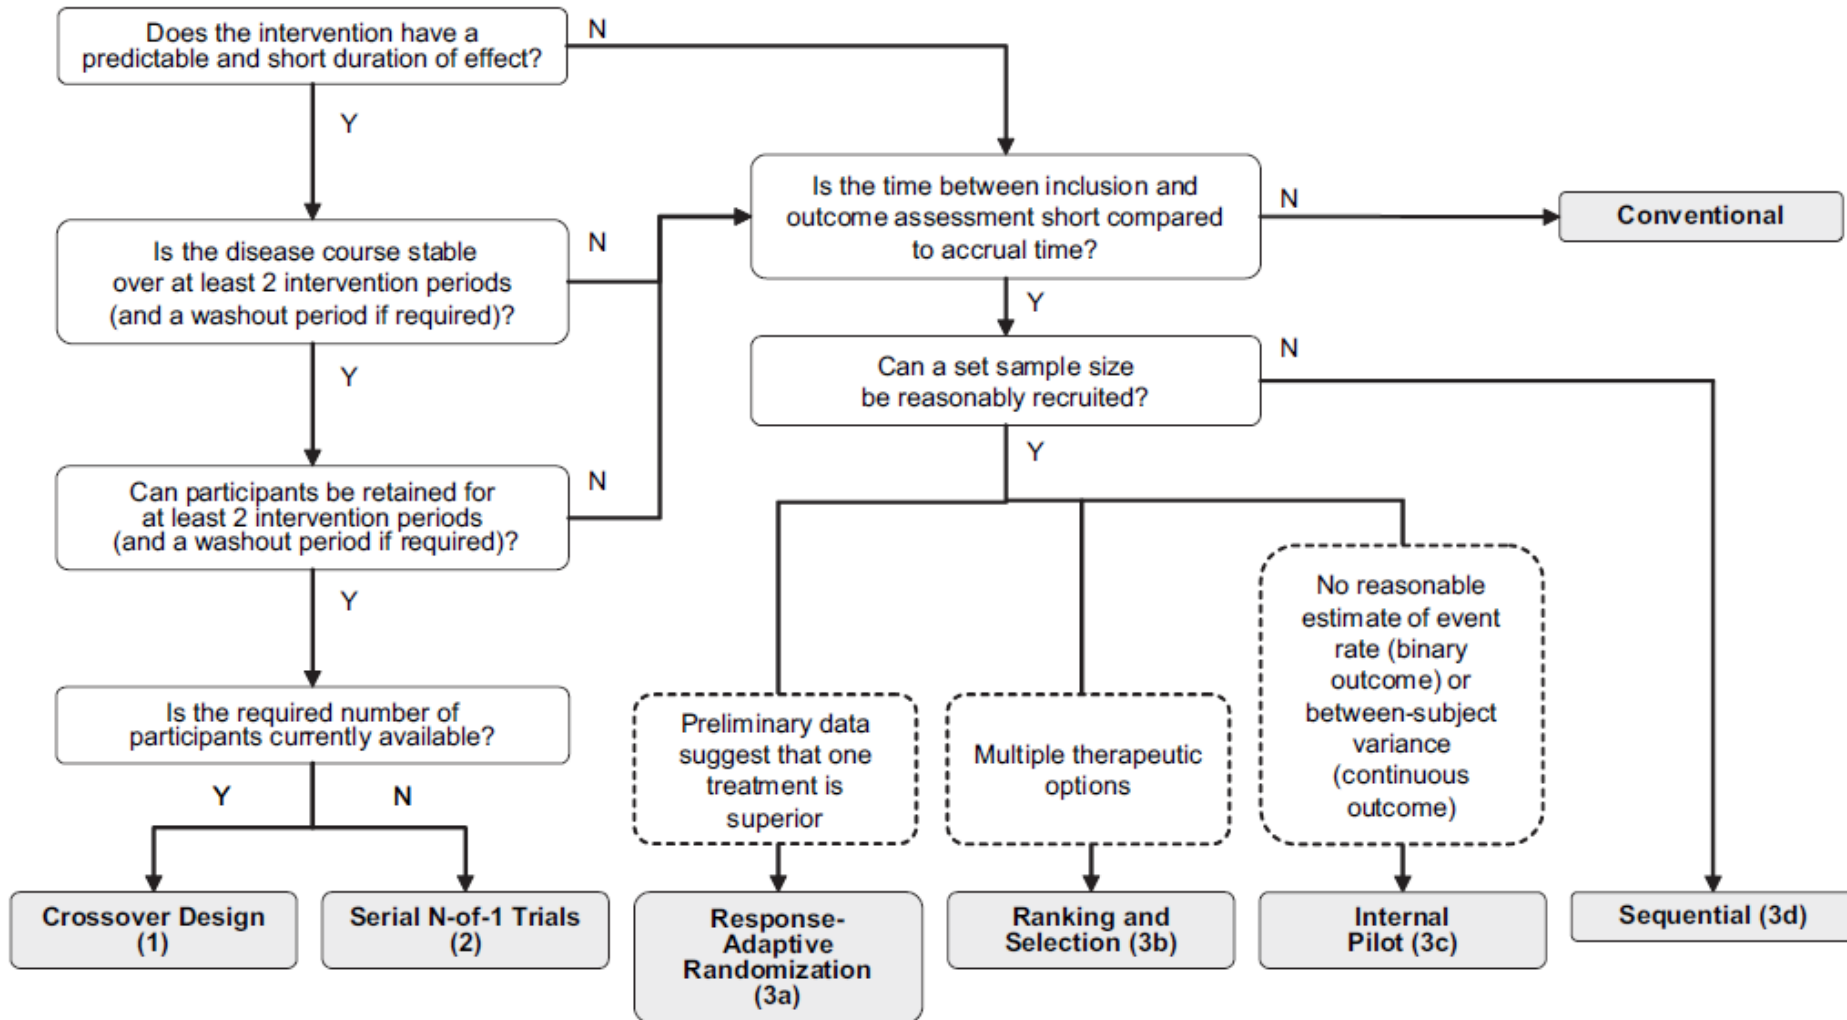 Does the intervention have a
predictable and short duration of effect?
N
Y
Is the time between inclusion and
outcome assessment short compared
to accrual time?
N
Conventional
Y
Is the disease course stable
over at least 2 intervention periods
(and a washout period if required)?
N
Y
Can a set sample size
be reasonably recruited?
N
Y
Can participants be retained for
at least 2 intervention periods
(and a washout period if required)?
N
Y
Is the required number of
participants currently available?
Y
N
Preliminary data
suggest that one
treatment is
superior
Multiple therapeutic
options
No reasonable
estimate of event
rate (binary
outcome) or
between-subject
variance
(continuous
outcome)
Crossover Design
(1)
Serial N-of-1 Trials
(2)
Response-
Adaptive
Randomization
(3a)
Ranking and
Selection (3b)
Internal
Pilot (3c)
Sequential (3d)